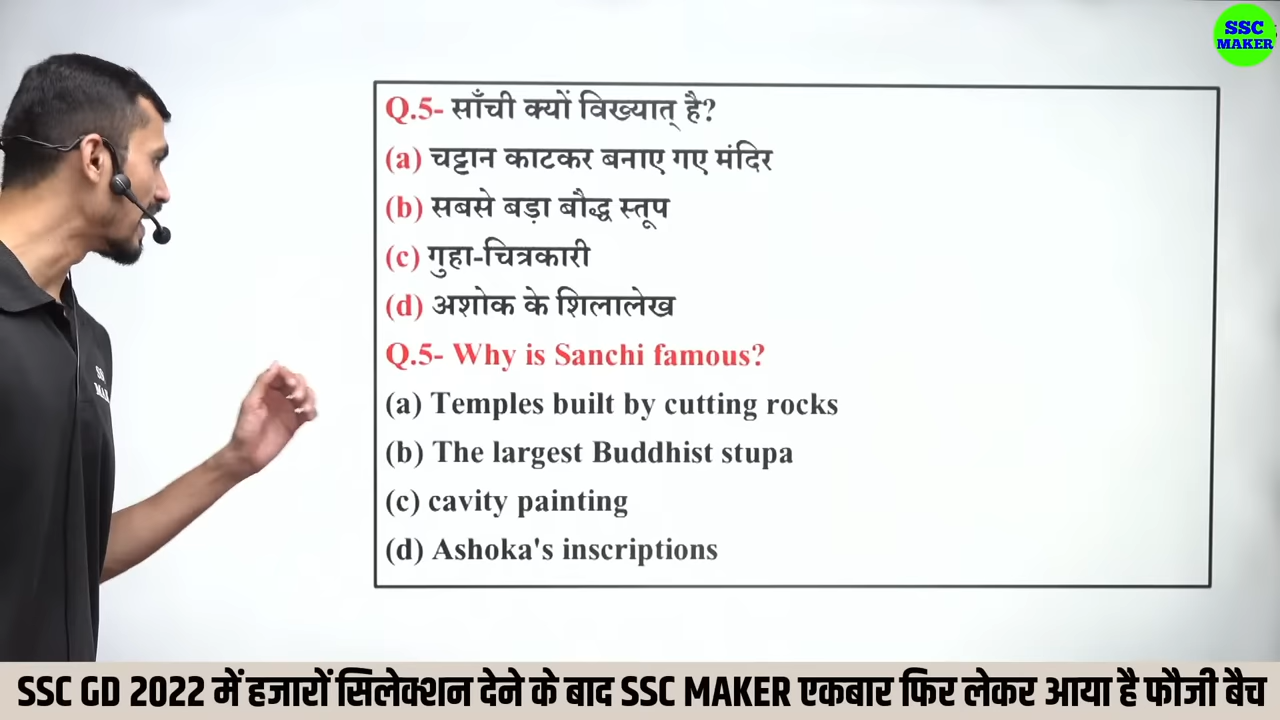 SSC
MAKER
Q.5- साँची क्यों विख्यात् है?
(a) चट्टान काटकर बनाए गए मंदिर
(b) सबसे बड़ा बौद्ध स्तूप
(c) गुहा-चित्रकारी
(d) अशोक के शिलालेख
Q.5- Why is Sanchi famous?
(a) Temples built by cutting rocks
(b) The largest Buddhist stupa
(c) cavity painting
(d) Ashoka's inscriptions
SSC GD 2022 में हजारों सिलेक्शन देने के बाद SSC MAKER एकबार फिर लेकर आया है फौजी बैच